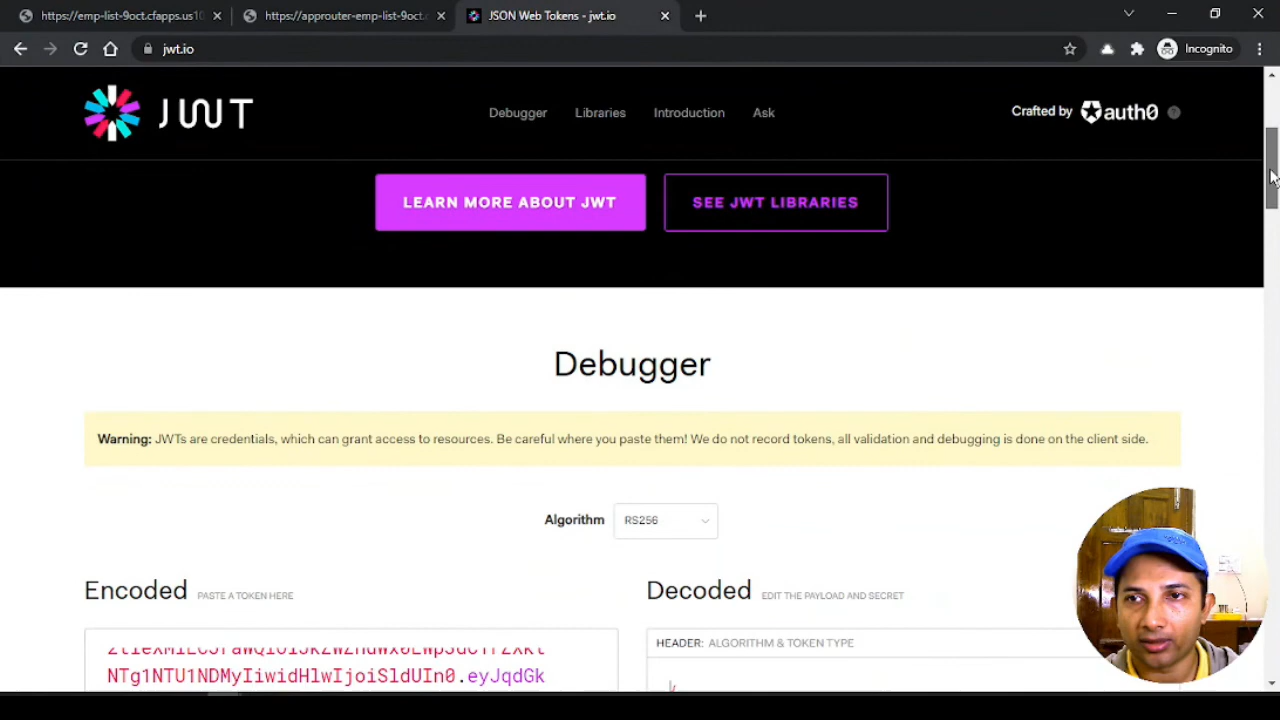 https://emp-list-9oct.cfapps.us10
https://approuter-emp-list-9oct.
JSON Web Tokens - jwt.io
jwt.io
Incognito
JWT
Debugger
Libraries
Introduction
Ask
Crafted by auth0
LEARN MORE ABOUT JWT
SEE JWT LIBRARIES
Debugger
Warning: JWTs are credentials, which can grant access to resources. Be careful where you paste them! We do not record tokens, all validation and debugging is done on the client side.
Algorithm
RS256
Encoded PASTE A TOKEN HERE
Decoded EDIT THE PAYLOAD AND SECRET
HEADER: ALGORITHM & TOKEN TYPE
NTg1NTU1NDMyIiwidHlwIjoiSldUIn0.eyJqdGk